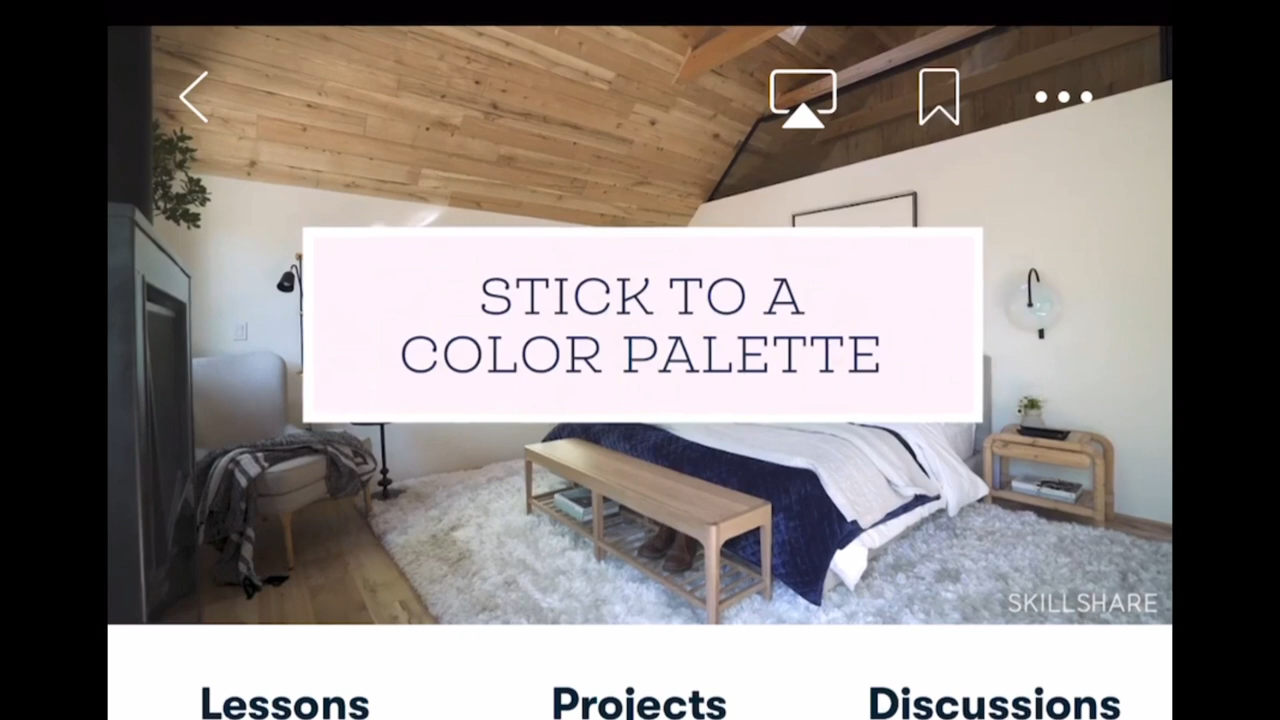 STICK TO A
COLOR PALETTE
SKILLSHARE
Lessons
Projects
Discussions